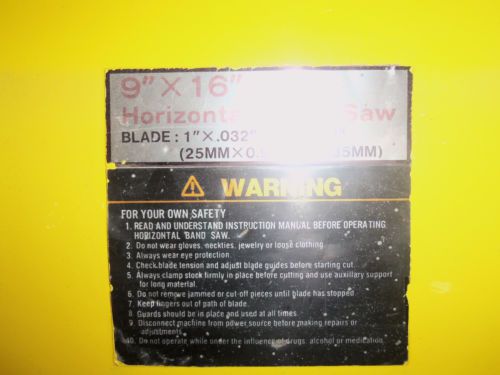 9" × 16"
Horizontal Saw
BLADE : 1" × .032"
(25MM × 0. 35MM)
⚠ WARNING
FOR YOUR OWN SAFETY
1. READ AND UNDERSTAND INSTRUCTION MANUAL BEFORE OPERATING
HORIZONTAL BAND SAW.
2. Do not wear gloves, neckties, jewelry or loose clothing.
3. Always wear eye protection.
4. Check blade tension and adjust blade guides before starting cut.
5. Always clamp stock firmly in place before cutting and use auxiliary support
for long material.
6. Do not remove jammed or cut-off pieces until blade has stopped.
7. Keep fingers out of path of blade.
8. Guards should be in place and used at all times.
9. Disconnect machine from power source before making repairs or
adjustments.
10. Do not operate while under the influence of drugs, alcohol or medication.